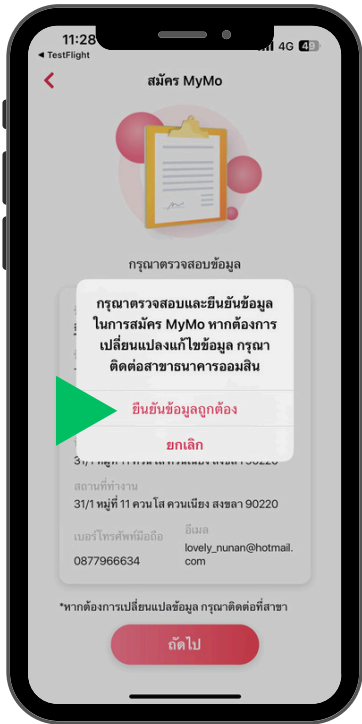 11:28
4G 49
◀ TestFlight
สมัคร MyMo
กรุณาตรวจสอบข้อมูล
กรุณาตรวจสอบและยืนยันข้อมูล
ในการสมัคร MyMo หากต้องการ
เปลี่ยนแปลงแก้ไขข้อมูล กรุณา
ติดต่อสาขาธนาคารออมสิน
ยืนยันข้อมูลถูกต้อง
ยกเลิก
สถานที่ทำงาน
31/1 หมู่ที่ 11 ควนโส ควนเนียง สงขลา 90220
เบอร์โทรศัพท์มือถือ
0877966634
อีเมล
lovely_nunan@hotmail.
com
*หากต้องการเปลี่ยนแปลข้อมูล กรุณาติดต่อที่สาขา
ถัดไป